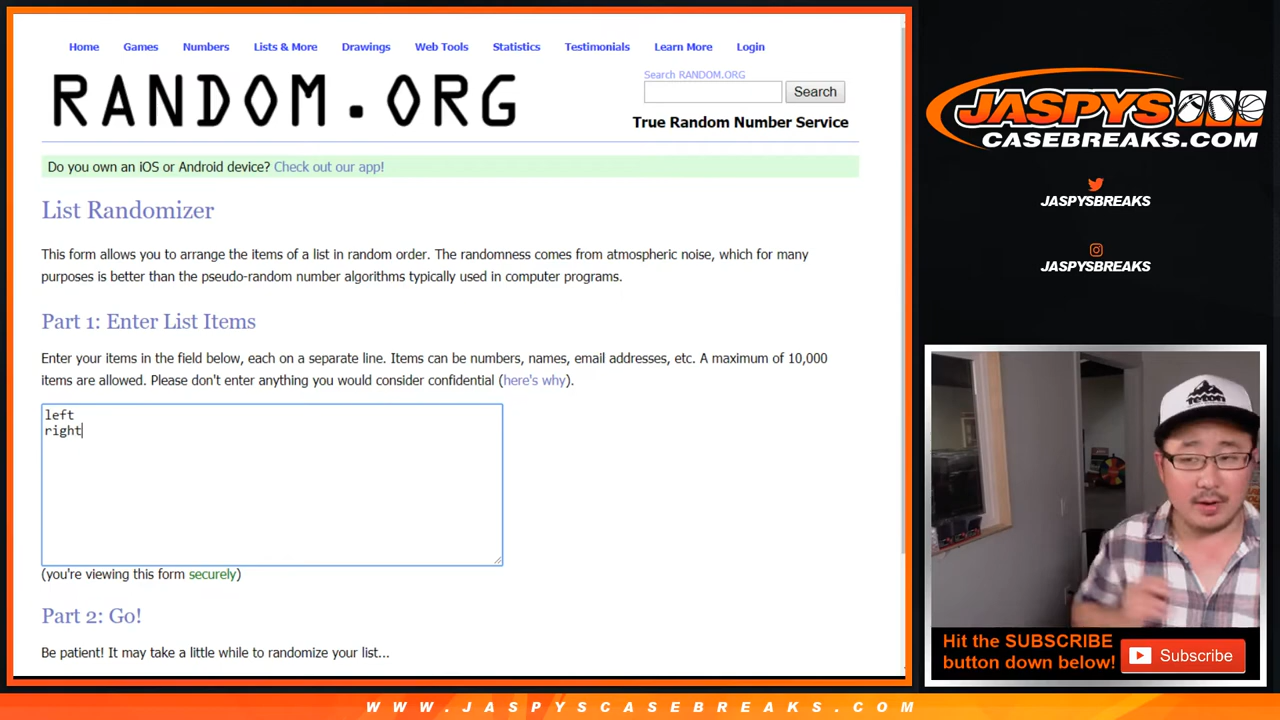 Home Games Numbers Lists & More Drawings Web Tools Statistics Testimonials Learn More Login
RANDOM.ORG
Search RANDOM.ORG
Search
True Random Number Service
Do you own an iOS or Android device? Check out our app!
List Randomizer
This form allows you to arrange the items of a list in random order. The randomness comes from atmospheric noise, which for many
purposes is better than the pseudo-random number algorithms typically used in computer programs.
Part 1: Enter List Items
Enter your items in the field below, each on a separate line. Items can be numbers, names, email addresses, etc. A maximum of 10,000
items are allowed. Please don't enter anything you would consider confidential (here's why).
left
right
(you're viewing this form securely)
Part 2: Go!
Be patient! It may take a little while to randomize your list...
JASPYS
CASEBREAKS.COM
JASPYSBREAKS
JASPYSBREAKS
teton
Hit the SUBSCRIBE
button down below!
Subscribe
WWW.JASPYSCASEBREAKS.COM